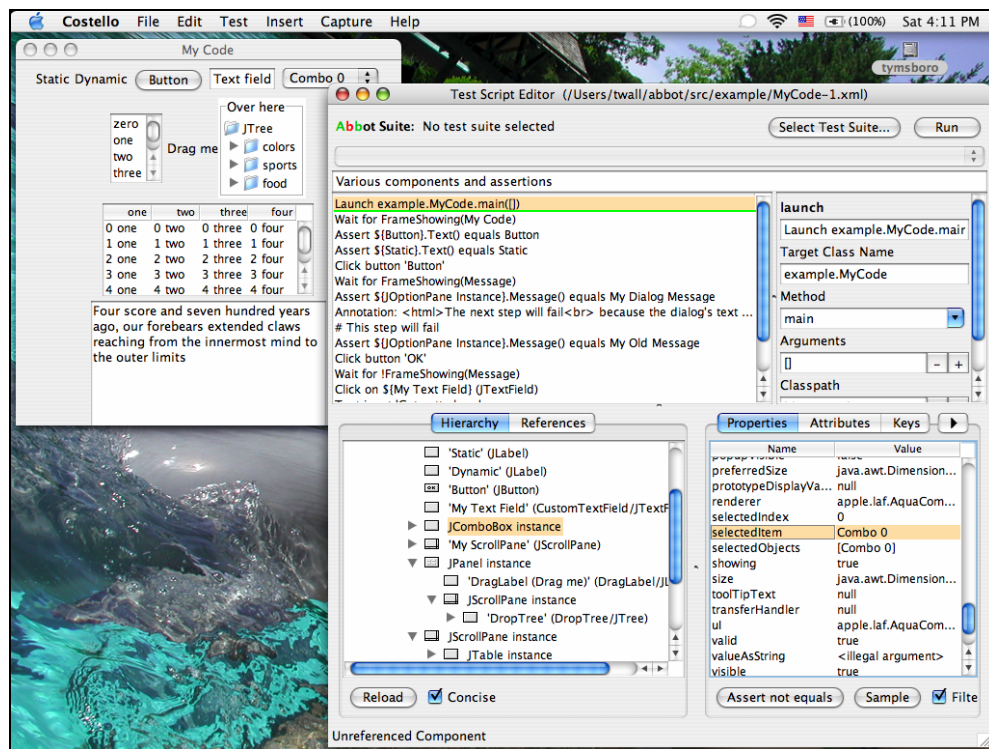 Costello File Edit Test Insert Capture Help (100%) Sat 4:11 PM
tymsboro
My Code
Static Dynamic Button Text field Combo 0
zero
one
two
three
Drag me
Over here
JTree
colors
sports
food
one two three four
0 one 0 two 0 three 0 four
1 one 1 two 1 three 1 four
2 one 2 two 2 three 2 four
3 one 3 two 3 three 3 four
4 one 4 two 4 three 4 four
Four score and seven hundred years
ago, our forebears extended claws
reaching from the innermost mind to
the outer limits
Test Script Editor (/Users/twall/abbot/src/example/MyCode-1.xml)
Abbot Suite: No test suite selected Select Test Suite... Run
Various components and assertions
Launch example.MyCode.main([])
Wait for FrameShowing(My Code)
Assert ${Button}.Text() equals Button
Assert ${Static}.Text() equals Static
Click button 'Button'
Wait for FrameShowing(Message)
Assert ${JOptionPane Instance}.Message() equals My Dialog Message
Annotation: <html>The next step will fail<br> because the dialog's text ...
# This step will fail
Assert ${JOptionPane Instance}.Message() equals My Old Message
Click button 'OK'
Wait for !FrameShowing(Message)
Click on ${My Text Field} (JTextField)
launch
Launch example.MyCode.mair
Target Class Name
example.MyCode
Method
main
Arguments
[] - +
Classpath
Hierarchy References
'Static' (JLabel)
'Dynamic' (JLabel)
OK 'Button' (JButton)
'My Text Field' (CustomTextField/JTextF
JComboBox instance
'My ScrollPane' (JScrollPane)
JPanel instance
'DragLabel (Drag me)' (DragLabel/JL
JScrollPane instance
'DropTree' (DropTree/JTree)
JScrollPane instance
JTable instance
Reload Concise
Unreferenced Component
Properties Attributes Keys
Name Value
popupVisible false
preferredSize java.awt.Dimension...
prototypeDisplayVa... null
renderer apple.laf.AquaCom...
selectedIndex 0
selectedItem Combo 0
selectedObjects [Combo 0]
showing true
size java.awt.Dimension...
toolTipText null
transferHandler null
ui apple.laf.AquaCom...
valid true
valueAsString <illegal argument>
visible true
Assert not equals Sample Filte